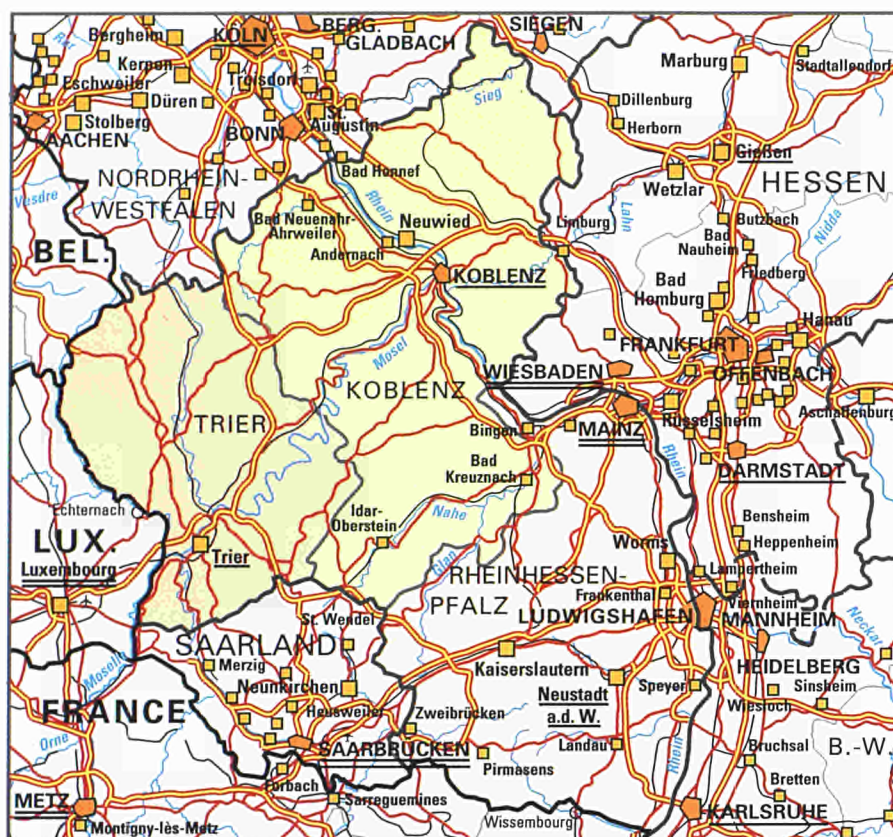 Bergheim
KÖLN
BERG.
GLADBACH
SIEGEN
Rur
Kerpen
Marburg
Stadtallendorf
Eschweiler
Troisdorf
Düren
Sieg
Dillenburg
Stolberg
St.
Augustin
AACHEN
BONN
Herborn
Gießen
NORDRHEIN-
WESTFALEN
Bad Honnef
Wetzlar
HESSEN
Vesdre
Rhein
Bad Neuenahr-
Ahrweiler
Neuwied
Limburg
Lahn
Butzbach
Bad
Nauheim
Nidda
BEL.
Andernach
KOBLENZ
Friedberg
Bad
Homburg
Hanau
Mosel
FRANKFURT
WIESBADEN
OFFENBACH
KOBLENZ
TRIER
Bingen
MAINZ
Rüsselsheim
Aschaffenburg
Bad
Kreuznach
Rhein
DARMSTADT
Echternach
Idar-
Oberstein
Nahe
Bensheim
LUX.
Luxembourg
Trier
Glan
Worms
Heppenheim
RHEINHESSEN-
PFALZ
Lampertheim
Frankenthal
Viernheim
St. Wendel
LUDWIGSHAFEN
MANNHEIM
Neckar
SAARLAND
Merzig
Kaiserslautern
HEIDELBERG
Moselle
Neunkirchen
Neustadt
a.d. W.
Speyer
Sinsheim
FRANCE
Heusweiler
Zweibrücken
Wiesloch
Orne
SAARBRÜCKEN
Landau
Rhein
Bruchsal
B.-W.
Pirmasens
Forbach
Bretten
METZ
Sarreguemines
Wissembourg
KARLSRUHE
Montigny-lès-Metz